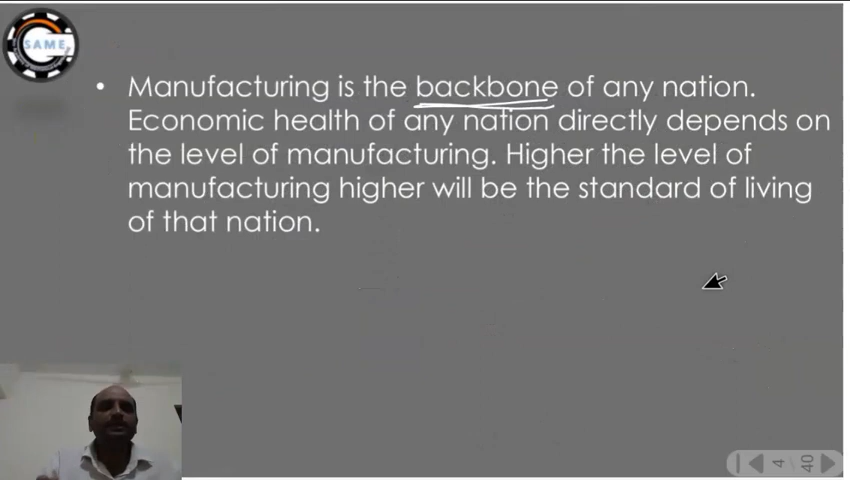 SAME
• Manufacturing is the backbone of any nation.
Economic health of any nation directly depends on
the level of manufacturing. Higher the level of
manufacturing higher will be the standard of living
of that nation.
4 \ 40